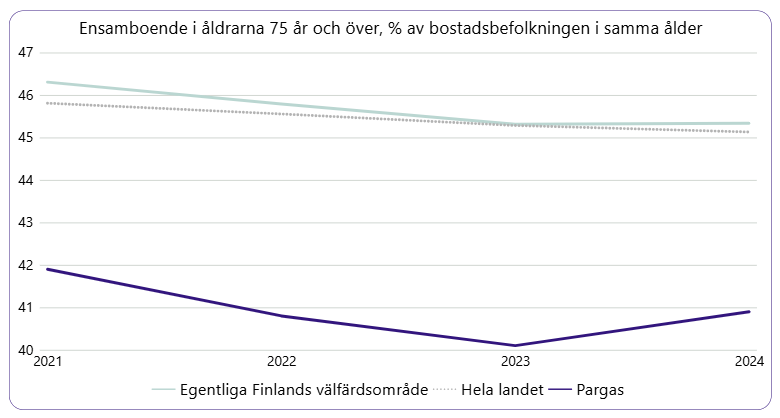 Ensamboende i åldrarna 75 år och över, % av bostadsbefolkningen i samma ålder
47
46
45
44
43
42
41
40
2021 2022 2023 2024
Egentliga Finlands välfärdsområde Hela landet Pargas